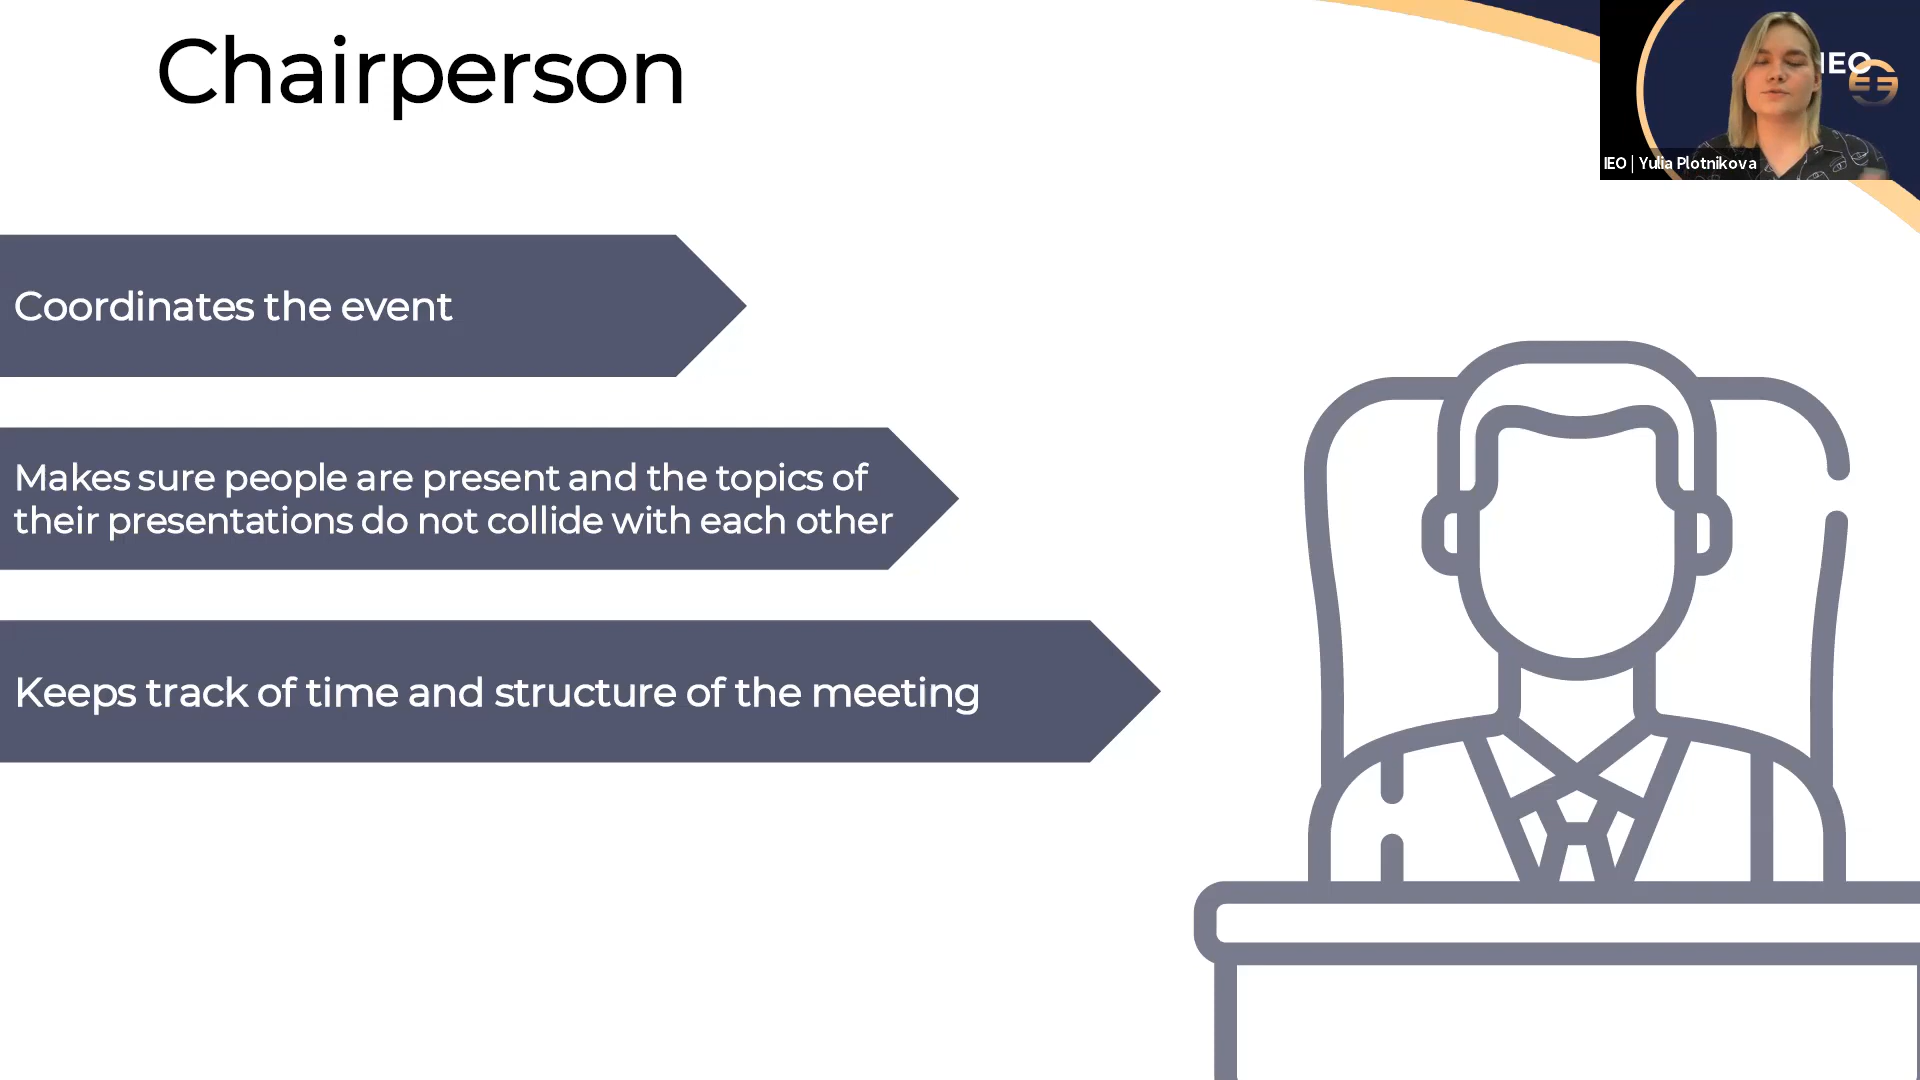 Chairperson
IEO
IEO | Yulia Plotnikova
Coordinates the event
Makes sure people are present and the topics of
their presentations do not collide with each other
Keeps track of time and structure of the meeting